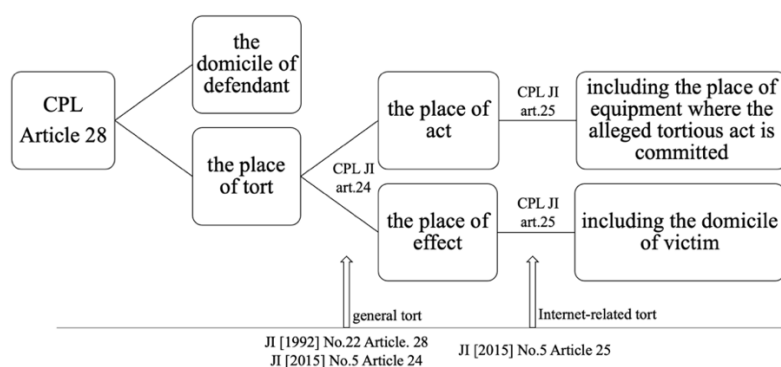 CPL
Article 28
the
domicile of
defendant
the place
of tort
CPL JI
art.24
the place of
act
the place of
effect
CPL JI
art.25
CPL JI
art.25
including the place of
equipment where the
alleged tortious act is
committed
including the domicile
of victim
general tort
Internet-related tort
JI [1992] No.22 Article. 28
JI [2015] No.5 Article 24
JI [2015] No.5 Article 25